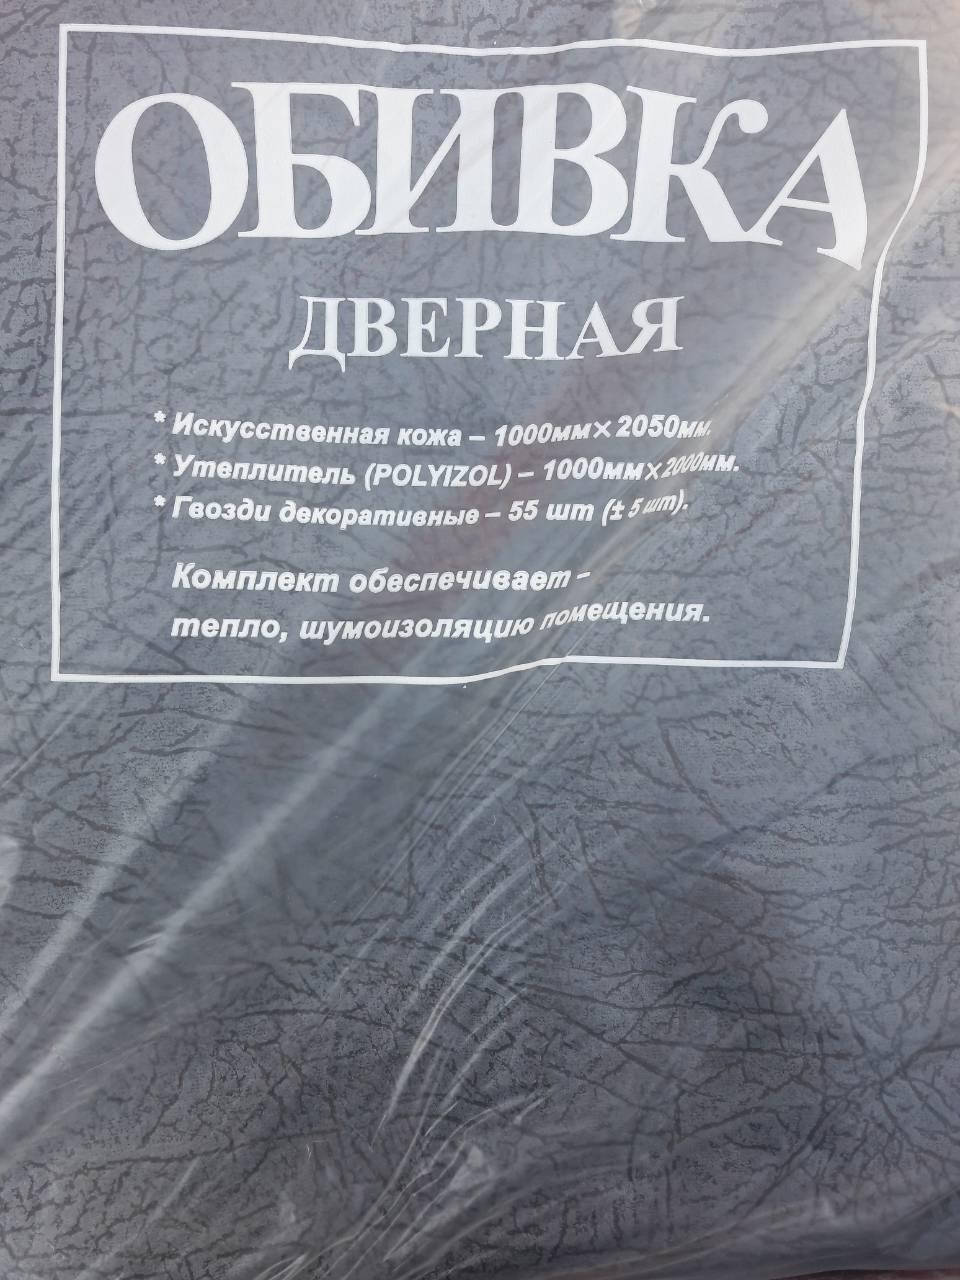 ОБИВКА
ДВЕРНАЯ
* Искусственная кожа – 1000мм×2050мм.
* Утеплитель (POLYIZOL) – 1000мм×2000мм.
* Гвозди декоративные – 55 шт (± 5 шт).
Комплект обеспечивает –
тепло, шумоизоляцию помещения.